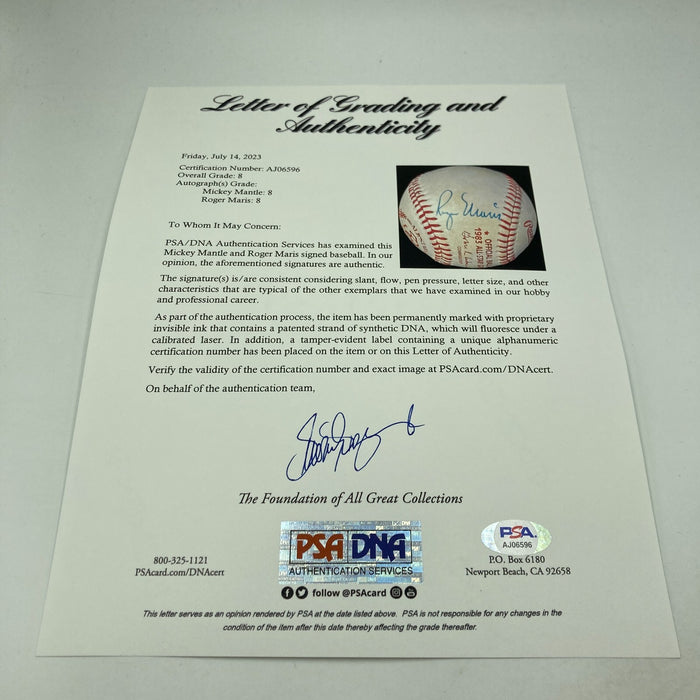 Letter of Grading and
Authenticity
Friday, July 14, 2023
Certification Number: AJ06596
Overall Grade: 8
Autograph(s) Grade:
Mickey Mantle: 8
Roger Maris: 8
To Whom It May Concern:
PSA/DNA Authentication Services has examined this
Mickey Mantle and Roger Maris signed baseball. In our
opinion, the aforementioned signatures are authentic.
Roger Maris
OFFICIAL
1983 ALL-STAR
The signature(s) is/are consistent considering slant, flow, pen pressure, letter size, and other
characteristics that are typical of the other exemplars that we have examined in our hobby
and professional career.
As part of the authentication process, the item has been permanently marked with proprietary
invisible ink that contains a patented strand of synthetic DNA, which will fluoresce under a
calibrated laser. In addition, a tamper-evident label containing a unique alphanumeric
certification number has been placed on the item or on this Letter of Authenticity.
Verify the validity of the certification number and exact image at PSAcard.com/DNAcert.
On behalf of the authentication team,
The Foundation of All Great Collections
PSA DNA
AUTHENTICATION SERVICES
PSA
AJ06596
800-325-1121
PSAcard.com/DNAcert
P.O. Box 6180
Newport Beach, CA 92658
follow @PSAcard
This letter serves as an opinion rendered by PSA at the date listed above. PSA is not responsible for any changes in the
condition of the item after this date thereby affecting the grade thereafter.